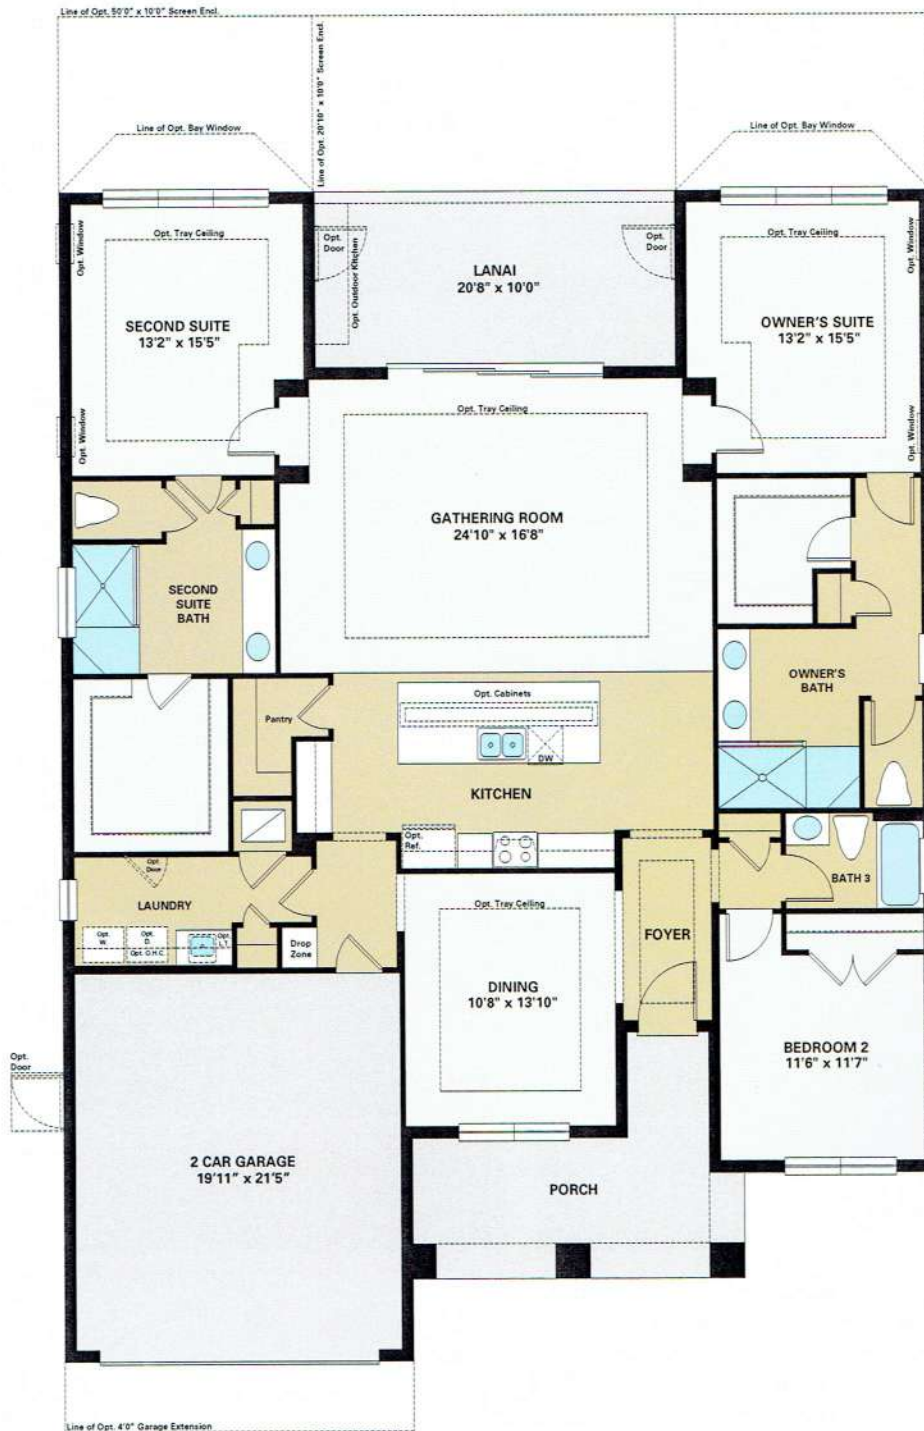 Line of Opt. 50'0" x 10'0" Screen Encl.
Line of Opt. 20'10" x 10'0" Screen Encl.
Line of Opt. Bay Window
Line of Opt. Bay Window
Opt. Window
Opt. Tray Ceiling
SECOND SUITE
13'2" x 15'5"
Opt. Window
Opt.
Door
Opt. Outdoor Kitchen
LANAI
20'8" x 10'0"
Opt.
Door
Opt. Tray Ceiling
Opt. Window
OWNER'S SUITE
13'2" x 15'5"
Opt. Window
Opt. Tray Ceiling
GATHERING ROOM
24'10" x 16'8"
SECOND
SUITE
BATH
OWNER'S
BATH
Pantry
Opt. Cabinets
DW
KITCHEN
Opt.
Ref.
Opt.
Door
LAUNDRY
Opt.
W.
Opt.
D.
Opt. O.H.C.
Opt.
L.T.
Drop
Zone
Opt. Tray Ceiling
DINING
10'8" x 13'10"
FOYER
BATH 3
BEDROOM 2
11'6" x 11'7"
Opt.
Door
2 CAR GARAGE
19'11" x 21'5"
PORCH
Line of Opt. 4'0" Garage Extension